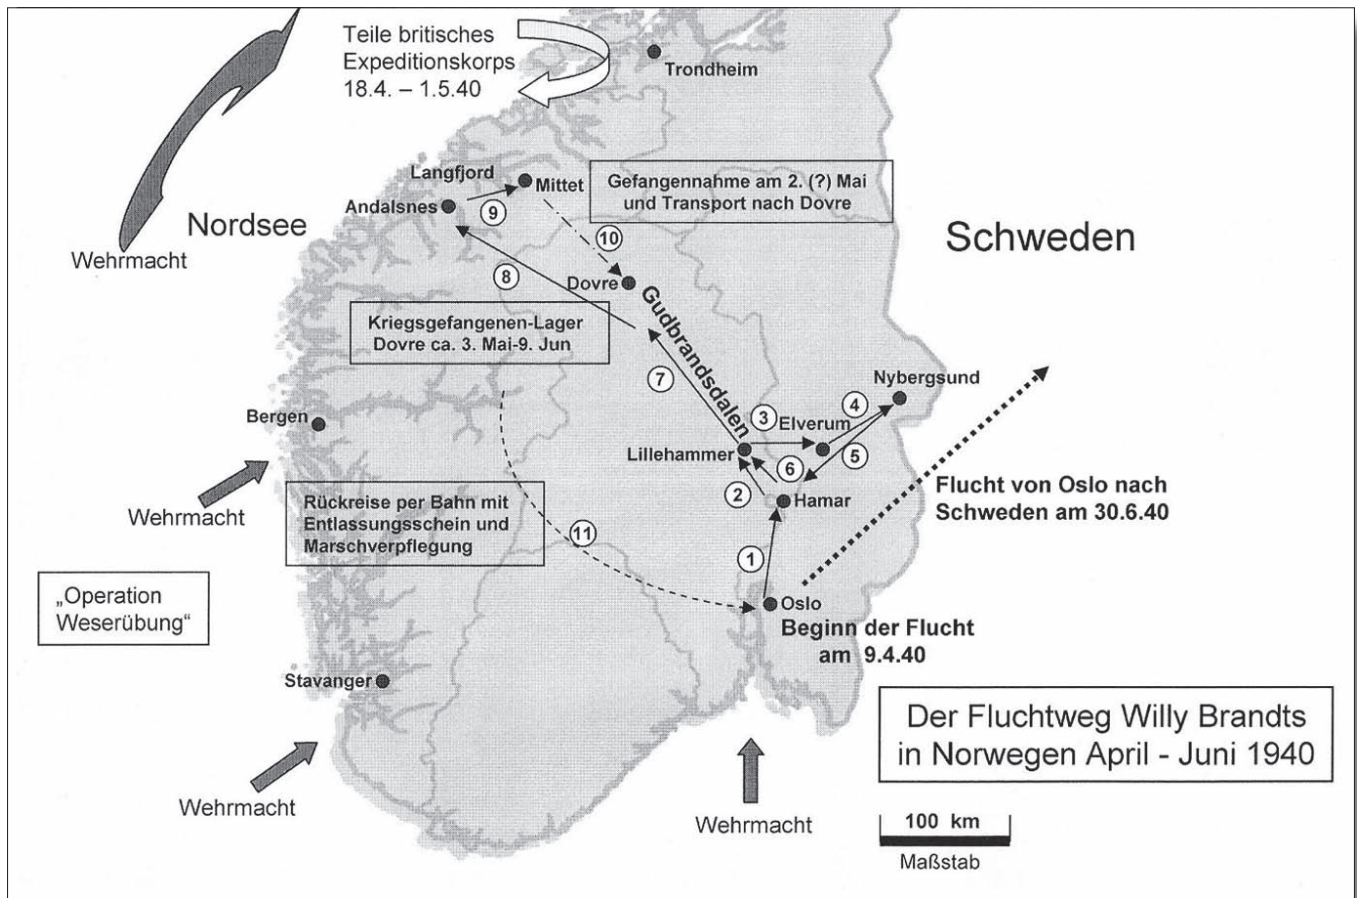 Teile britisches
Expeditionskorps
18.4. – 1.5.40
Trondheim
Langfjord
Mittet
Andalsnes
9
Gefangennahme am 2. (?) Mai
und Transport nach Dovre
Nordsee
Wehrmacht
Schweden
10
8
Dovre
Gudbrandsdalen
Kriegsgefangenen-Lager
Dovre ca. 3. Mai-9. Jun
7
Nybergsund
Bergen
3
4
Elverum
Lillehammer
5
6
2
Hamar
Wehrmacht
Rückreise per Bahn mit
Entlassungsschein und
Marschverpflegung
11
1
Flucht von Oslo nach
Schweden am 30.6.40
„Operation
Weserübung“
Oslo
Beginn der Flucht
am 9.4.40
Stavanger
Wehrmacht
Wehrmacht
Der Fluchtweg Willy Brandts
in Norwegen April - Juni 1940
100 km
Maßstab